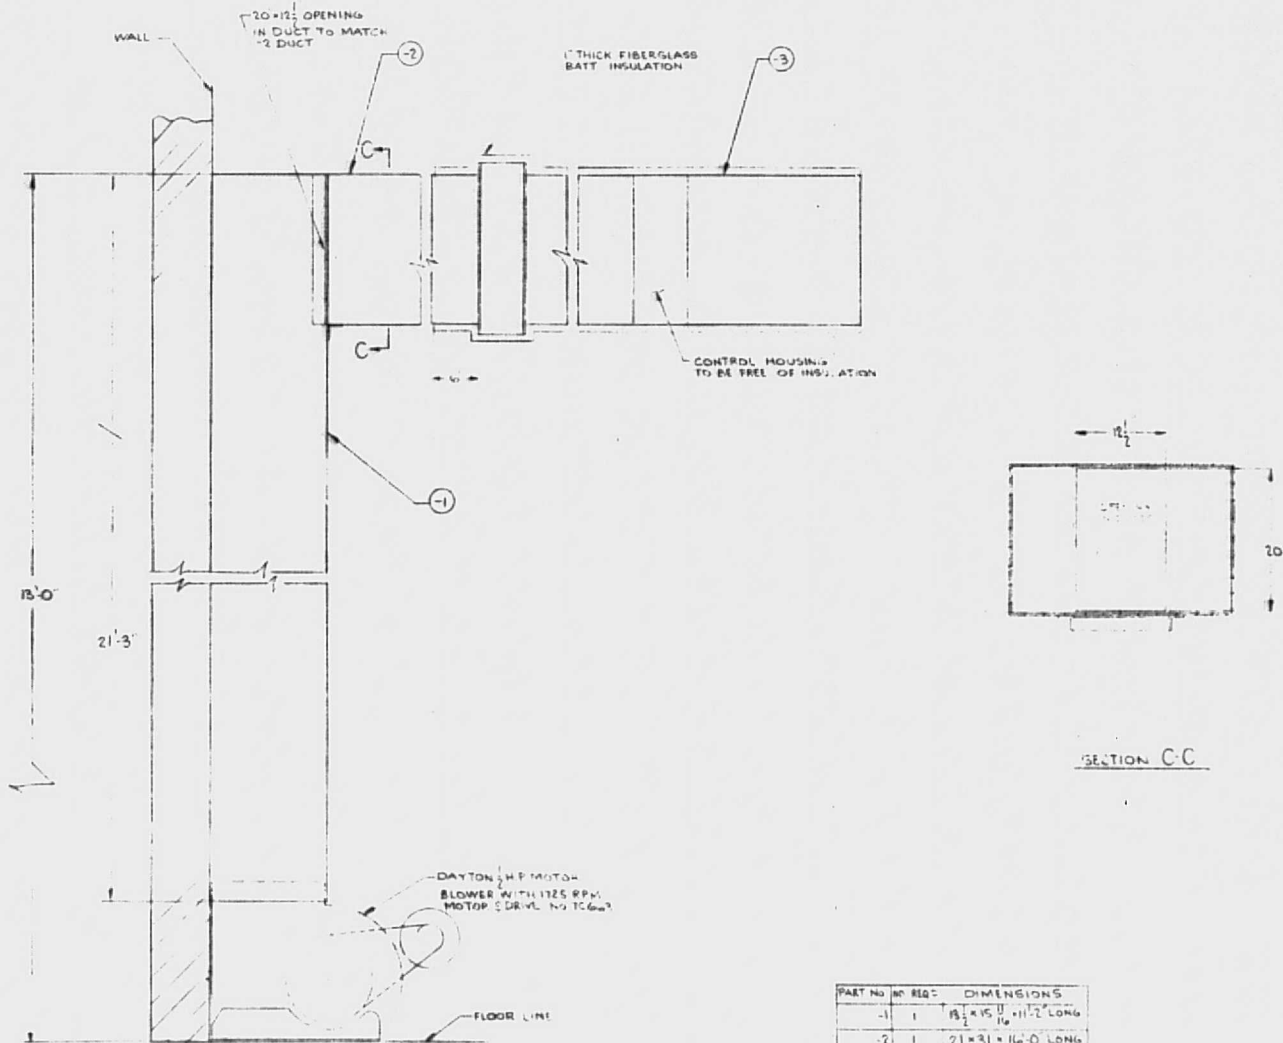 20×12½ OPENING
IN DUCT TO MATCH
-2 DUCT
WALL
-2
1" THICK FIBERGLASS
BATT INSULATION
-3
C
C
6"
CONTROL HOUSING
TO BE FREE OF INSULATION
-1
12½
20
13'-0"
21'-3"
SECTION C-C
DAYTON ½ H.P. MOTOR
BLOWER WITH 1725 RPM
MOTOR & DRIVE NO.
FLOOR LINE
PART NO NO REQ DIMENSIONS
-1 1 13½×15 11/16×11'-2" LONG
-2 1 21×31×16'-0" LONG